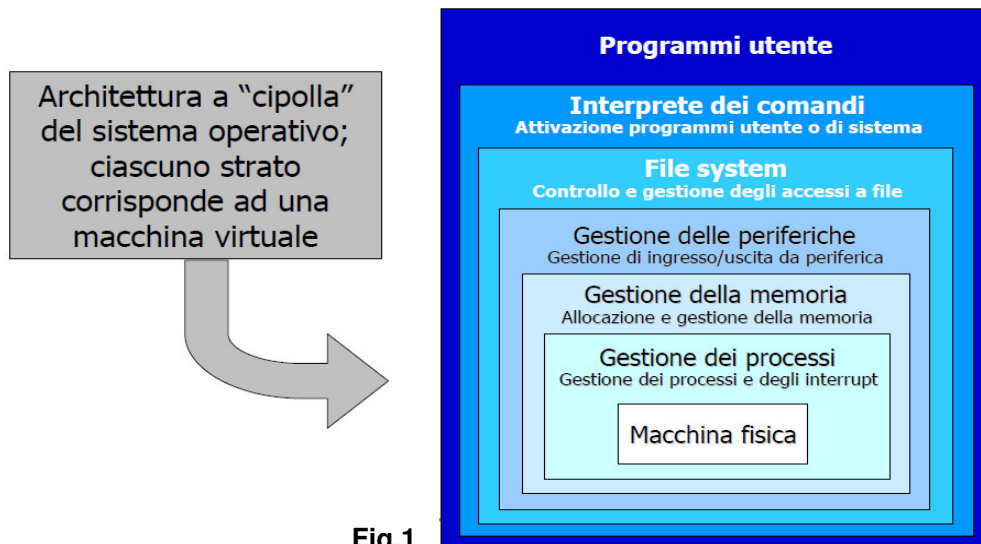 Architettura a “cipolla”
del sistema operativo;
ciascuno strato
corrisponde ad una
macchina virtuale
Programmi utente
Interprete dei comandi
Attivazione programmi utente o di sistema
File system
Controllo e gestione degli accessi a file
Gestione delle periferiche
Gestione di ingresso/uscita da periferica
Gestione della memoria
Allocazione e gestione della memoria
Gestione dei processi
Gestione dei processi e degli interrupt
Macchina fisica
Fig.1